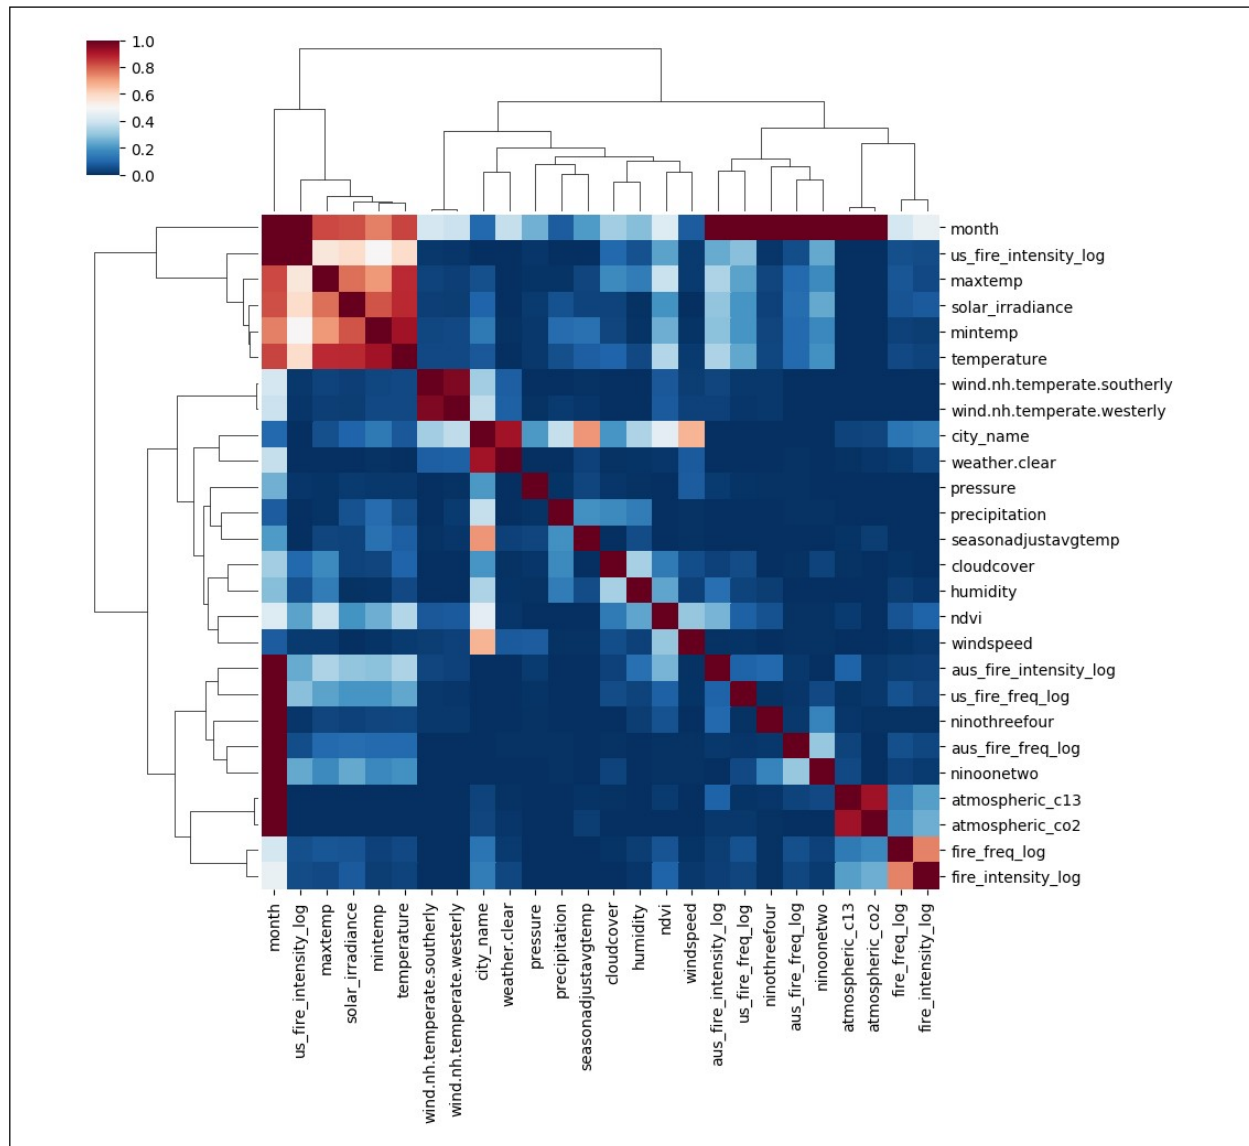 1.0
0.8
0.6
0.4
0.2
0.0
month
us_fire_intensity_log
maxtemp
solar_irradiance
mintemp
temperature
wind.nh.temperate.southerly
wind.nh.temperate.westerly
city_name
weather.clear
pressure
precipitation
seasonadjustavgtemp
cloudcover
humidity
ndvi
windspeed
aus_fire_intensity_log
us_fire_freq_log
ninothreefour
aus_fire_freq_log
ninoonetwo
atmospheric_c13
atmospheric_co2
fire_freq_log
fire_intensity_log
month
us_fire_intensity_log
maxtemp
solar_irradiance
mintemp
temperature
wind.nh.temperate.southerly
wind.nh.temperate.westerly
city_name
weather.clear
pressure
precipitation
seasonadjustavgtemp
cloudcover
humidity
ndvi
windspeed
aus_fire_intensity_log
us_fire_freq_log
ninothreefour
aus_fire_freq_log
ninoonetwo
atmospheric_c13
atmospheric_co2
fire_freq_log
fire_intensity_log